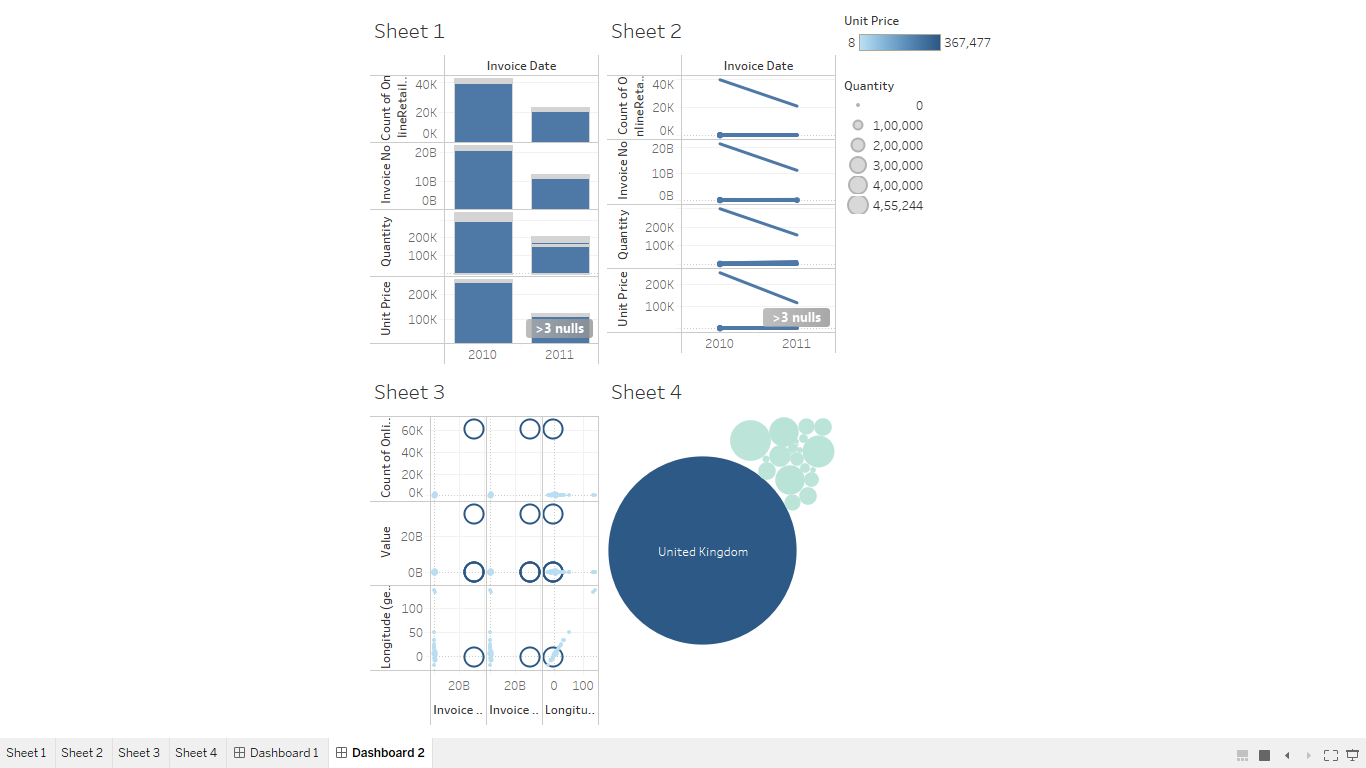 Sheet 1
Invoice Date
Count of On
lineRetail..
40K
20K
0K
Invoice No
20B
10B
0B
Quantity
200K
100K
Unit Price
200K
100K
>3 nulls
2010 2011
Sheet 2
Invoice Date
Count of O
nlineReta..
40K
20K
0K
Invoice No
20B
10B
0B
Quantity
200K
100K
Unit Price
200K
100K
>3 nulls
2010 2011
Unit Price
8 367,477
Quantity
0
1,00,000
2,00,000
3,00,000
4,00,000
4,55,244
Sheet 3
Count of Onli..
60K
40K
20K
0K
Value
20B
0B
Longitude (ge..
100
50
0
20B 20B 0 100
Invoice .. Invoice .. Longitu..
Sheet 4
United Kingdom
Sheet 1 Sheet 2 Sheet 3 Sheet 4 Dashboard 1 Dashboard 2